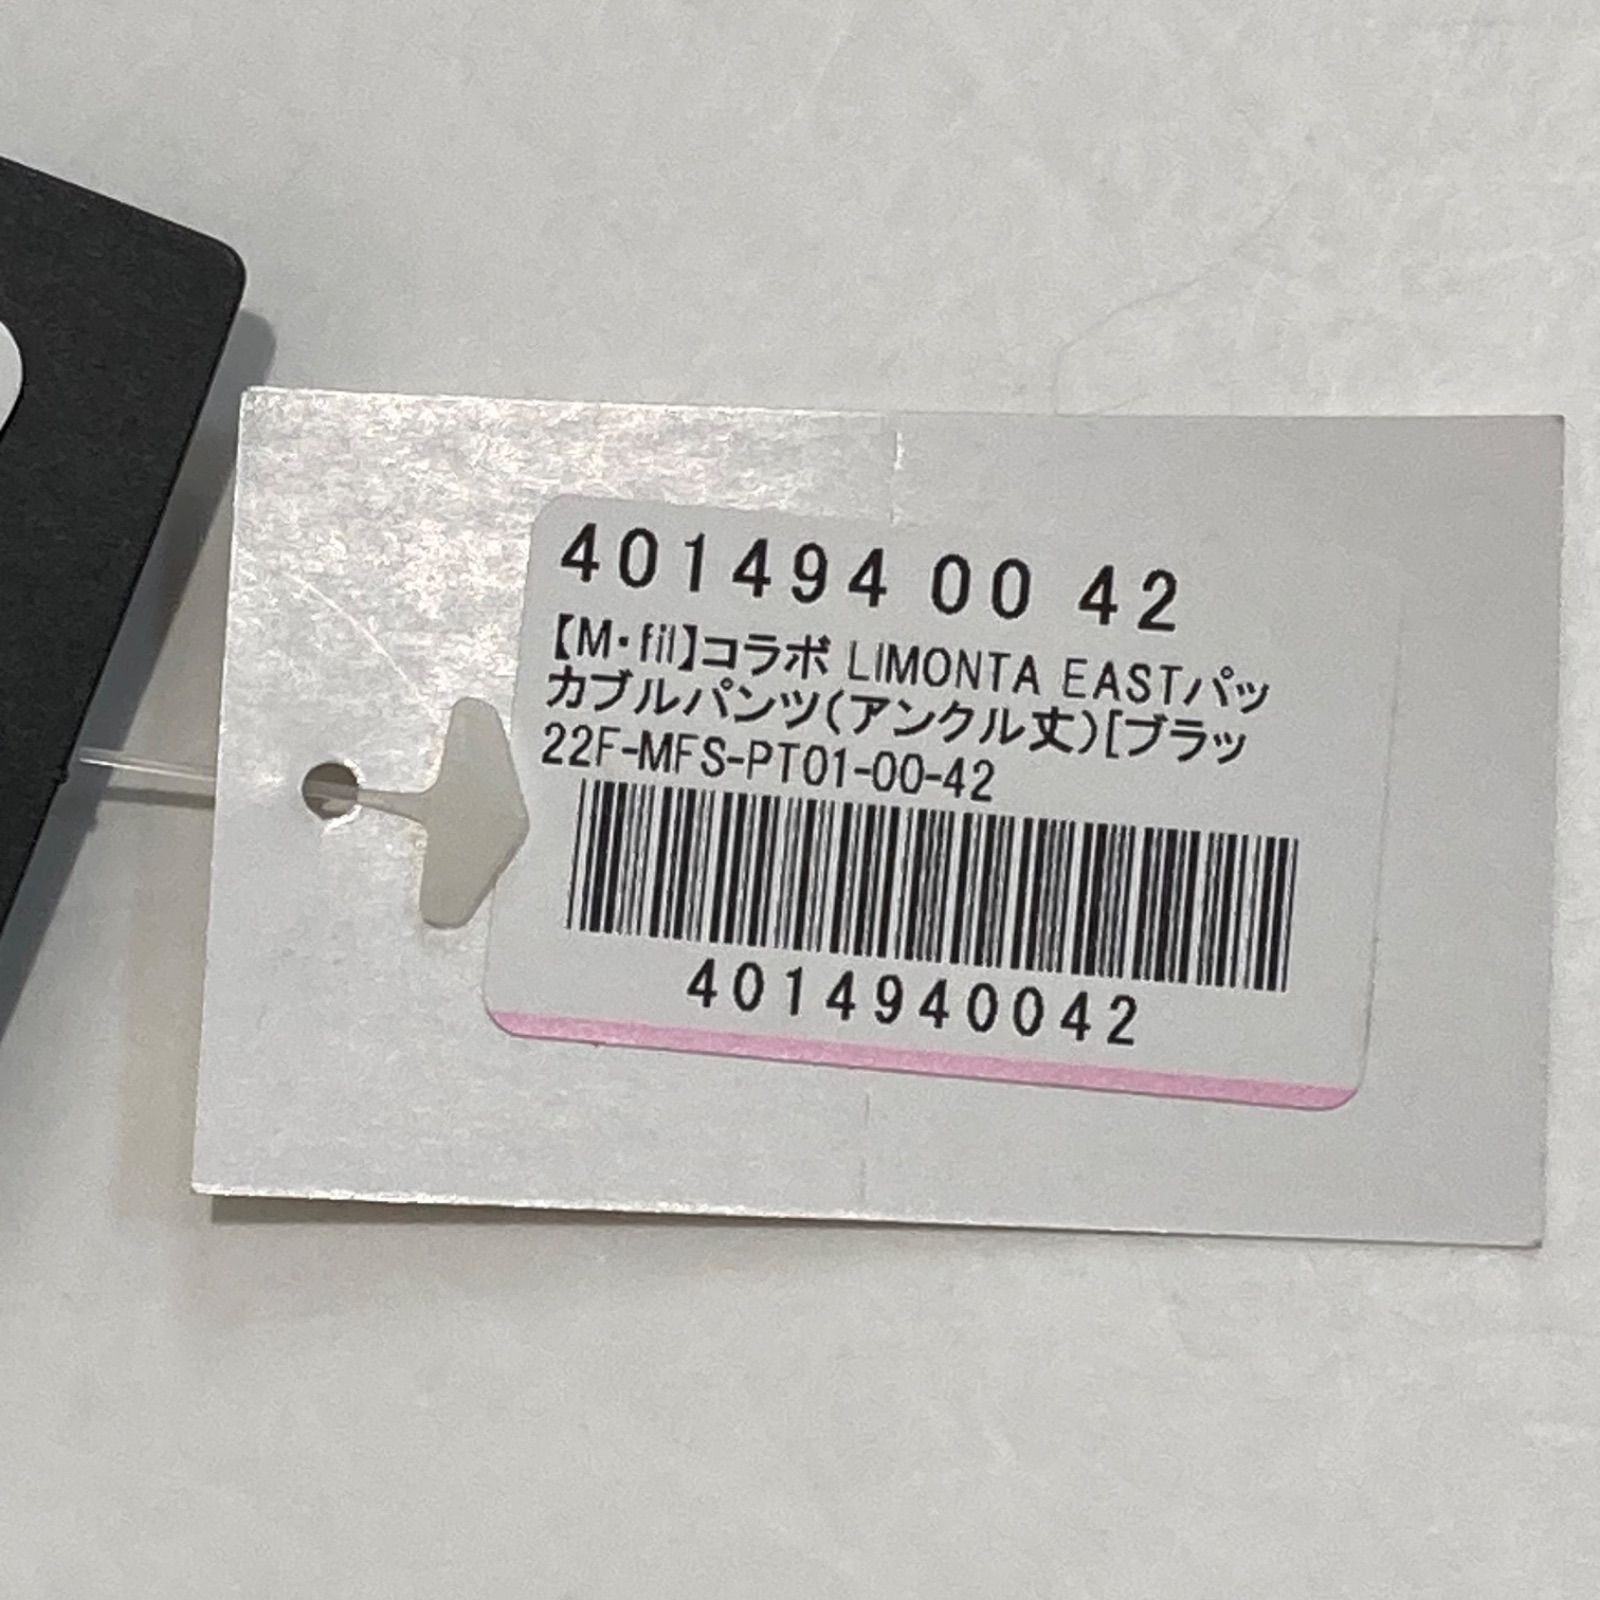 401494 00 42
【M・fil】コラボ LIMONTA EASTパッ
カブルパンツ(アンクル丈)[ブラッ
22F-MFS-PT01-00-42
4014940042